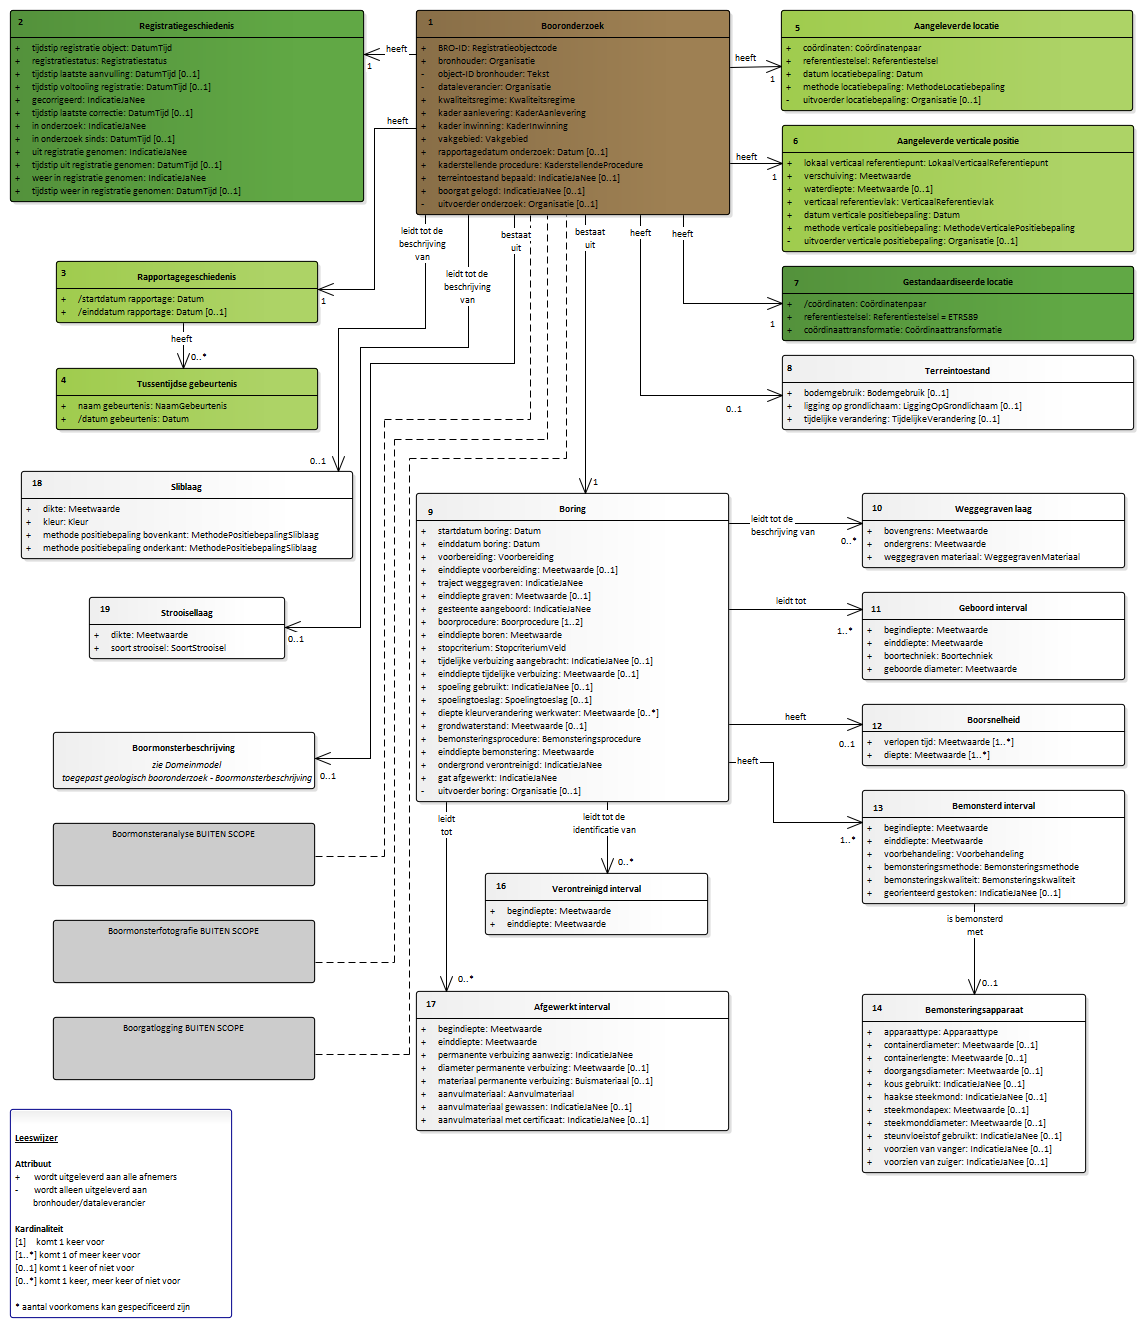 2
Registratiegeschiedenis
+ tijdstip registratie object: DatumTijd
+ registratiestatus: Registratiestatus
+ tijdstip laatste aanvulling: DatumTijd [0..1]
+ tijdstip voltooiing registratie: DatumTijd [0..1]
+ gecorrigeerd: IndicatieJaNee
+ tijdstip laatste correctie: DatumTijd [0..1]
+ in onderzoek: IndicatieJaNee
+ in onderzoek sinds: DatumTijd [0..1]
+ uit registratie genomen: IndicatieJaNee
+ tijdstip uit registratie genomen: DatumTijd [0..1]
+ weer in registratie genomen: IndicatieJaNee
+ tijdstip weer in registratie genomen: DatumTijd [0..1]
heeft
1
1
Booronderzoek
+ BRO-ID: Registratieobjectcode
+ bronhouder: Organisatie
- object-ID bronhouder: Tekst
- dataleverancier: Organisatie
+ kwaliteitsregime: Kwaliteitsregime
+ kader aanlevering: KaderAanlevering
+ kader inwinning: KaderInwinning
+ vakgebied: Vakgebied
+ rapportagedatum onderzoek: Datum [0..1]
+ kaderstellende procedure: KaderstellendeProcedure
+ terreintoestand bepaald: IndicatieJaNee [0..1]
+ boorgat gelogd: IndicatieJaNee [0..1]
- uitvoerder onderzoek: Organisatie [0..1]
heeft
1
5
Aangeleverde locatie
+ coördinaten: Coördinatenpaar
+ referentiestelsel: Referentiestelsel
+ datum locatiebepaling: Datum
+ methode locatiebepaling: MethodeLocatiebepaling
- uitvoerder locatiebepaling: Organisatie [0..1]
heeft
1
6
Aangeleverde verticale positie
+ lokaal verticaal referentiepunt: LokaalVerticaalReferentiepunt
+ verschuiving: Meetwaarde
+ waterdiepte: Meetwaarde [0..1]
+ verticaal referentievlak: VerticaalReferentievlak
+ datum verticale positiebepaling: Datum
+ methode verticale positiebepaling: MethodeVerticalePositiebepaling
- uitvoerder verticale positiebepaling: Organisatie [0..1]
heeft
1
3
Rapportagegeschiedenis
+ /startdatum rapportage: Datum
+ /einddatum rapportage: Datum [0..1]
heeft
0..*
4
Tussentijdse gebeurtenis
+ naam gebeurtenis: NaamGebeurtenis
+ /datum gebeurtenis: Datum
leidt tot de
beschrijving
van
leidt tot de
beschrijving
van
bestaat
uit
bestaat
uit
heeft
heeft
1
7
Gestandaardiseerde locatie
+ /coördinaten: Coördinatenpaar
+ referentiestelsel: Referentiestelsel = ETRS89
+ coördinaattransformatie: Coördinaattransformatie
0..1
8
Terreintoestand
+ bodemgebruik: Bodemgebruik [0..1]
+ ligging op grondlichaam: LiggingOpGrondlichaam [0..1]
+ tijdelijke verandering: TijdelijkeVerandering [0..1]
0..1
18
Sliblaag
+ dikte: Meetwaarde
+ kleur: Kleur
+ methode positiebepaling bovenkant: MethodePositiebepalingSliblaag
+ methode positiebepaling onderkant: MethodePositiebepalingSliblaag
19
Strooisellaag
+ dikte: Meetwaarde
+ soort strooisel: SoortStrooisel
0..1
Boormonsterbeschrijving
zie Domeinmodel
toegepast geologisch booronderzoek - Boormonsterbeschrijving
0..1
Boormonsteranalyse BUITEN SCOPE
Boormonsterfotografie BUITEN SCOPE
Boorgatlogging BUITEN SCOPE
1
9
Boring
+ startdatum boring: Datum
+ einddatum boring: Datum
+ voorbereiding: Voorbereiding
+ einddiepte voorbereiding: Meetwaarde [0..1]
+ traject weggegraven: IndicatieJaNee
+ einddiepte graven: Meetwaarde [0..1]
+ gesteente aangeboord: IndicatieJaNee
+ boorprocedure: Boorprocedure [1..2]
+ einddiepte boren: Meetwaarde
+ stopcriterium: StopcriteriumVeld
+ tijdelijke verbuizing aangebracht: IndicatieJaNee [0..1]
+ einddiepte tijdelijke verbuizing: Meetwaarde [0..1]
+ spoeling gebruikt: IndicatieJaNee [0..1]
+ spoelingtoeslag: Spoelingtoeslag [0..1]
+ diepte kleurverandering werkwater: Meetwaarde [0..*]
+ grondwaterstand: Meetwaarde [0..1]
+ bemonsteringsprocedure: Bemonsteringsprocedure
+ einddiepte bemonstering: Meetwaarde
+ ondergrond verontreinigd: IndicatieJaNee [0..1]
+ gat afgewerkt: IndicatieJaNee
- uitvoerder boring: Organisatie [0..1]
leidt tot de
beschrijving van
0..*
10
Weggegraven laag
+ bovengrens: Meetwaarde
+ ondergrens: Meetwaarde
+ weggegraven materiaal: WeggegravenMateriaal
leidt tot
1..*
11
Geboord interval
+ begindiepte: Meetwaarde
+ einddiepte: Meetwaarde
+ boortechniek: Boortechniek
+ geboorde diameter: Meetwaarde
heeft
0..1
12
Boorsnelheid
+ verlopen tijd: Meetwaarde [1..*]
+ diepte: Meetwaarde [1..*]
heeft
1..*
13
Bemonsterd interval
+ begindiepte: Meetwaarde
+ einddiepte: Meetwaarde
+ voorbehandeling: Voorbehandeling
+ bemonsteringsmethode: Bemonsteringsmethode
+ bemonsteringskwaliteit: Bemonsteringskwaliteit
+ georienteerd gestoken: IndicatieJaNee [0..1]
is bemonsterd
met
0..1
14
Bemonsteringsapparaat
+ apparaattype: Apparaattype
+ containerdiameter: Meetwaarde [0..1]
+ containerlengte: Meetwaarde [0..1]
+ doorgangsdiameter: Meetwaarde [0..1]
+ kous gebruikt: IndicatieJaNee [0..1]
+ haakse steekmond: IndicatieJaNee [0..1]
+ steekmondapex: Meetwaarde [0..1]
+ steekmonddiameter: Meetwaarde [0..1]
+ steunvloeistof gebruikt: IndicatieJaNee [0..1]
+ voorzien van vanger: IndicatieJaNee [0..1]
+ voorzien van zuiger: IndicatieJaNee [0..1]
leidt
tot
leidt tot de
identificatie van
0..*
16
Verontreinigd interval
+ begindiepte: Meetwaarde
+ einddiepte: Meetwaarde
0..*
17
Afgewerkt interval
+ begindiepte: Meetwaarde
+ einddiepte: Meetwaarde
+ permanente verbuizing aanwezig: IndicatieJaNee
+ diameter permanente verbuizing: Meetwaarde [0..1]
+ materiaal permanente verbuizing: Buismateriaal [0..1]
+ aanvulmateriaal: Aanvulmateriaal
+ aanvulmateriaal gewassen: IndicatieJaNee [0..1]
+ aanvulmateriaal met certificaat: IndicatieJaNee [0..1]
Leeswijzer
Attribuut
+ wordt uitgeleverd aan alle afnemers
- wordt alleen uitgeleverd aan
bronhouder/dataleverancier
Kardinaliteit
[1] komt 1 keer voor
[1..*] komt 1 of meer keer voor
[0..1] komt 1 keer of niet voor
[0..*] komt 1 keer, meer keer of niet voor
* aantal voorkomens kan gespecificeerd zijn